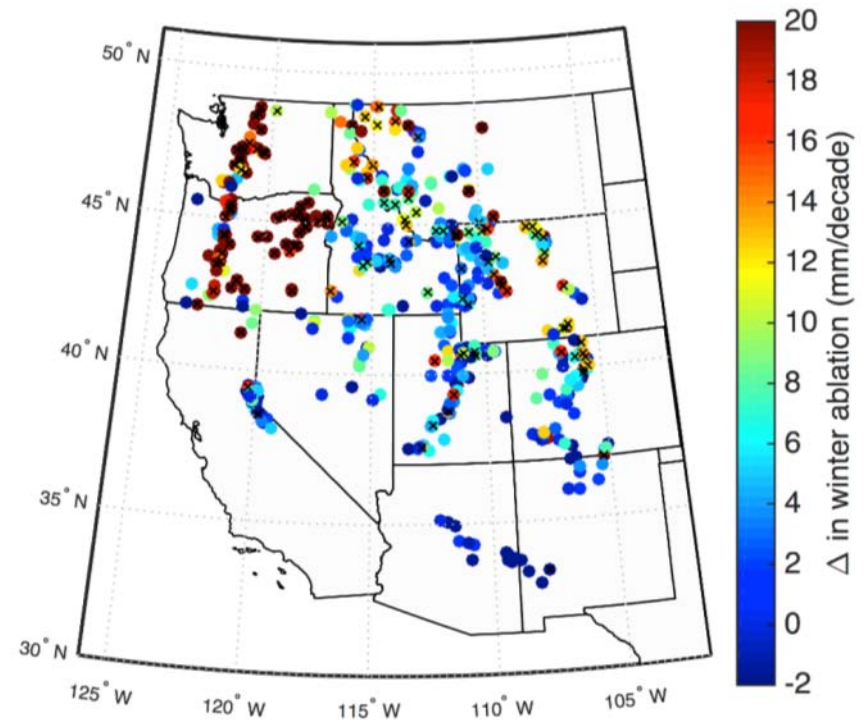 50° N
45° N
40° N
35° N
30° N
125° W
120° W
115° W
110° W
105° W
20
18
16
14
12
10
8
6
4
2
0
-2
Δ in winter ablation (mm/decade)